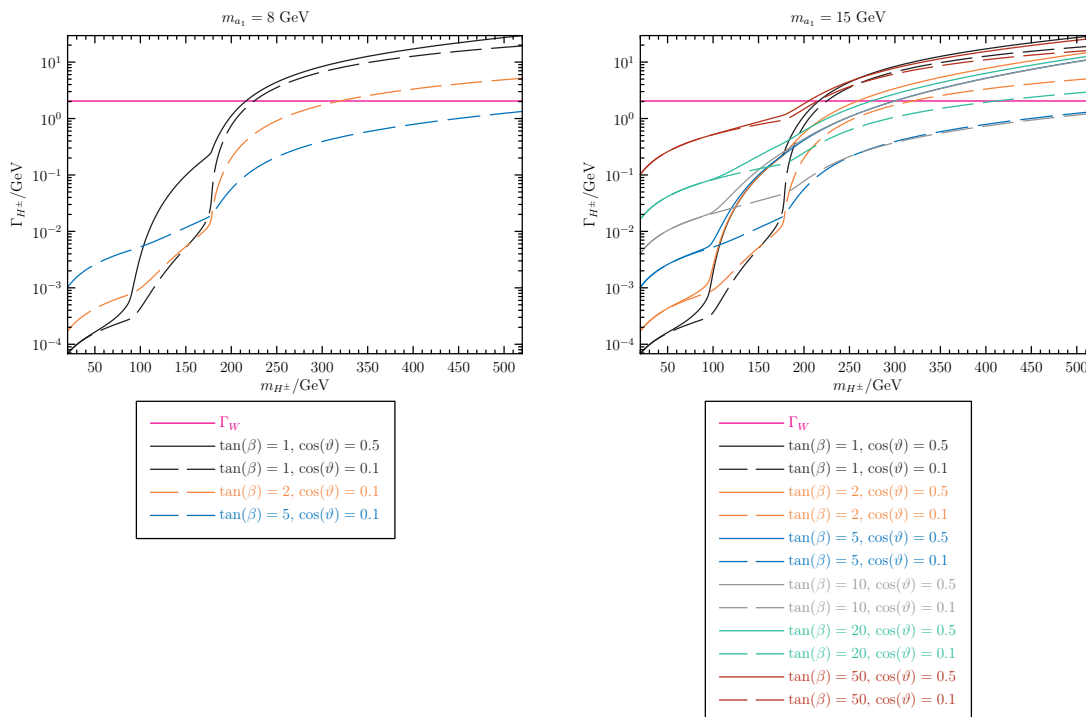 m_{a_1} = 8 GeV
Γ_{H^±}/GeV
10^1
10^0
10^{−1}
10^{−2}
10^{−3}
10^{−4}
50 100 150 200 250 300 350 400 450 500
m_{H^±}/GeV
Γ_W
tan(β) = 1, cos(ϑ) = 0.5
tan(β) = 1, cos(ϑ) = 0.1
tan(β) = 2, cos(ϑ) = 0.1
tan(β) = 5, cos(ϑ) = 0.1
m_{a_1} = 15 GeV
Γ_{H^±}/GeV
10^1
10^0
10^{−1}
10^{−2}
10^{−3}
10^{−4}
50 100 150 200 250 300 350 400 450 500
m_{H^±}/GeV
Γ_W
tan(β) = 1, cos(ϑ) = 0.5
tan(β) = 1, cos(ϑ) = 0.1
tan(β) = 2, cos(ϑ) = 0.5
tan(β) = 2, cos(ϑ) = 0.1
tan(β) = 5, cos(ϑ) = 0.5
tan(β) = 5, cos(ϑ) = 0.1
tan(β) = 10, cos(ϑ) = 0.5
tan(β) = 10, cos(ϑ) = 0.1
tan(β) = 20, cos(ϑ) = 0.5
tan(β) = 20, cos(ϑ) = 0.1
tan(β) = 50, cos(ϑ) = 0.5
tan(β) = 50, cos(ϑ) = 0.1